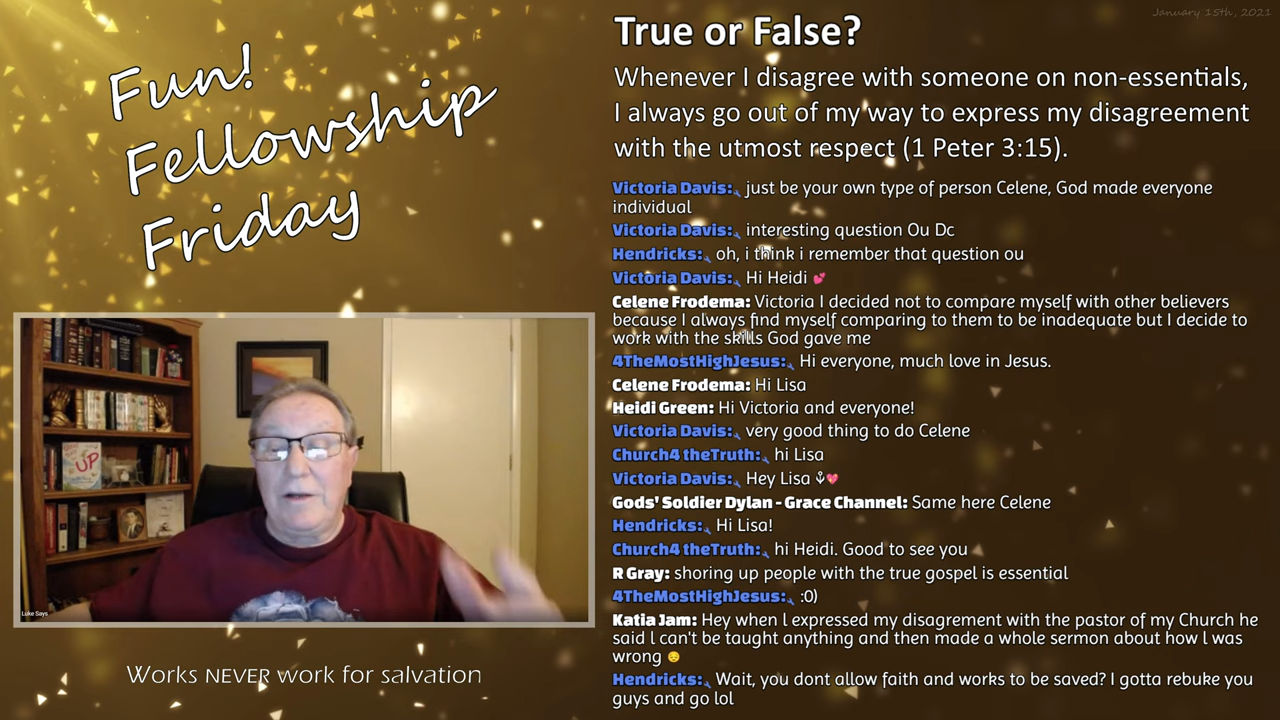 January 15th, 2021
Fun!
Fellowship
Friday
True or False?
Whenever I disagree with someone on non-essentials,
I always go out of my way to express my disagreement
with the utmost respect (1 Peter 3:15).
Victoria Davis: just be your own type of person Celene, God made everyone
individual
Victoria Davis: interesting question Ou Dc
Hendricks: oh, i think i remember that question ou
Victoria Davis: Hi Heidi 💕
Celene Frodema: Victoria I decided not to compare myself with other believers
because I always find myself comparing to them to be inadequate but I decide to
work with the skills God gave me
4TheMostHighJesus: Hi everyone, much love in Jesus.
Celene Frodema: Hi Lisa
Heidi Green: Hi Victoria and everyone!
Victoria Davis: very good thing to do Celene
Church4 theTruth: hi Lisa
Victoria Davis: Hey Lisa ⚓💖
Gods' Soldier Dylan - Grace Channel: Same here Celene
Hendricks: Hi Lisa!
Church4 theTruth: hi Heidi. Good to see you
R Gray: shoring up people with the true gospel is essential
4TheMostHighJesus: :0)
Katia Jam: Hey when l expressed my disagrement with the pastor of my Church he
said l can't be taught anything and then made a whole sermon about how l was
wrong 😔
Hendricks: Wait, you dont allow faith and works to be saved? I gotta rebuke you
guys and go lol
UP
Luke Says
Works NEVER work for salvation